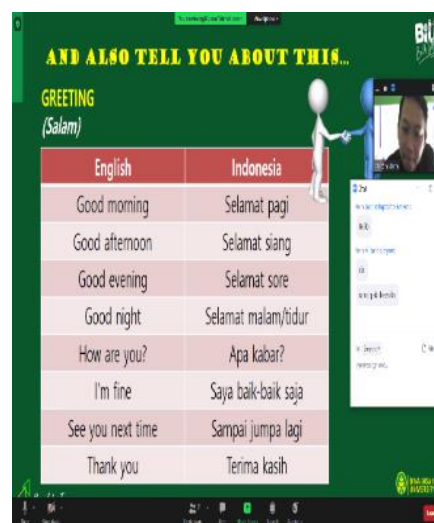 AND ALSO TELL YOU ABOUT THIS...
GREETING
(Salam)
English Indonesia
Good morning Selamat pagi
Good afternoon Selamat siang
Good evening Selamat sore
Good night Selamat malam/tidur
How are you? Apa kabar?
I'm fine Saya baik-baik saja
See you next time Sampai jumpa lagi
Thank you Terima kasih